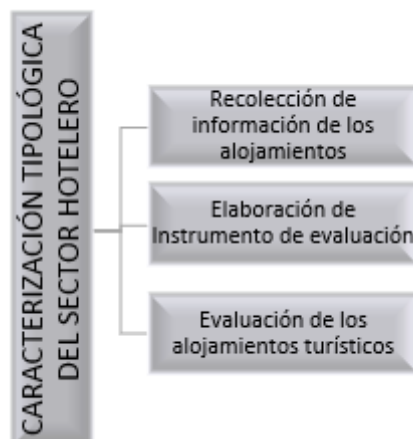 CARACTERIZACIÓN TIPOLÓGICA
DEL SECTOR HOTELERO
Recolección de
información de los
alojamientos
Elaboración de
Instrumento de evaluación
Evaluación de los
alojamientos turísticos